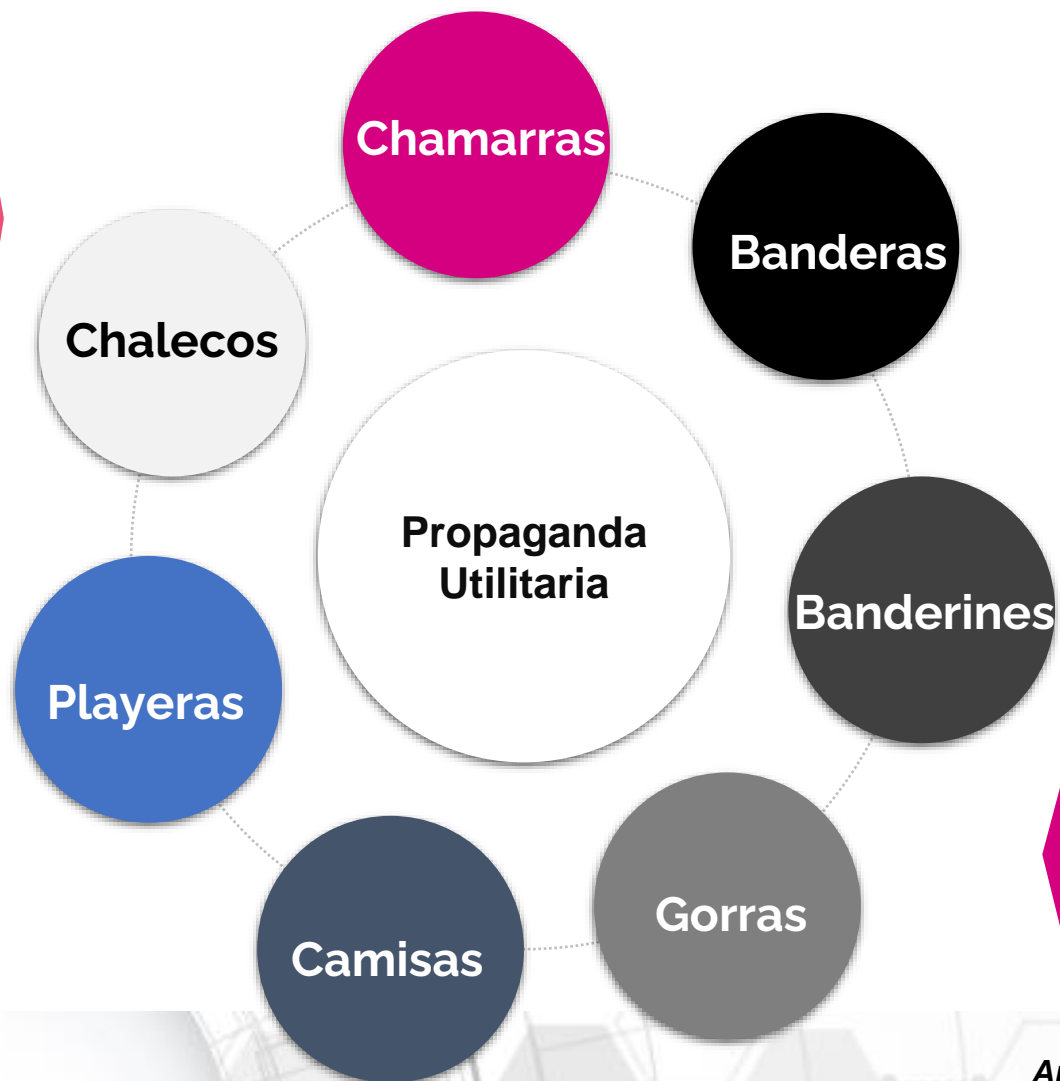 Chamarras
Banderas
Chalecos
Propaganda
Utilitaria
Banderines
Playeras
Gorras
Camisas